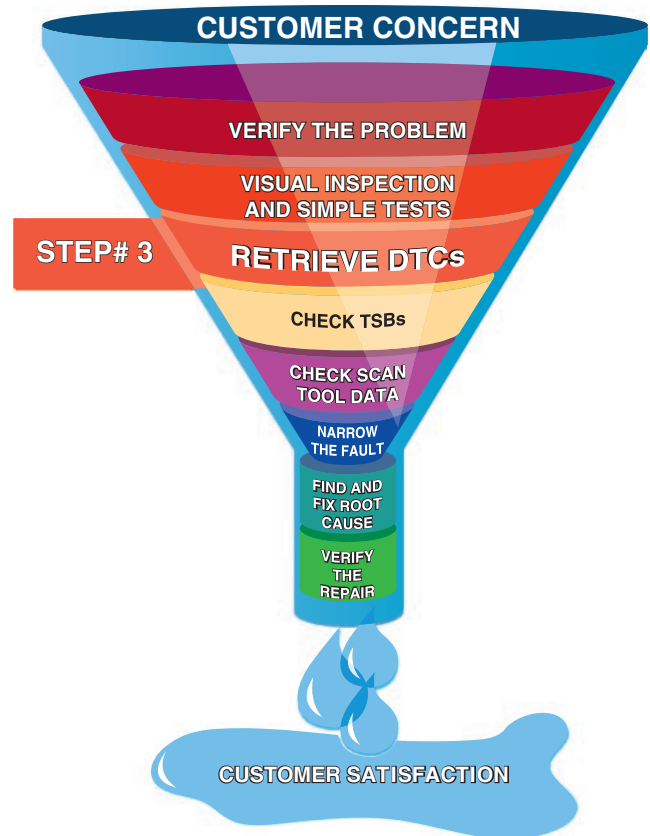 CUSTOMER CONCERN
VERIFY THE PROBLEM
VISUAL INSPECTION
AND SIMPLE TESTS
STEP# 3
RETRIEVE DTCs
CHECK TSBs
CHECK SCAN
TOOL DATA
NARROW
THE FAULT
FIND AND
FIX ROOT
CAUSE
VERIFY
THE
REPAIR
CUSTOMER SATISFACTION